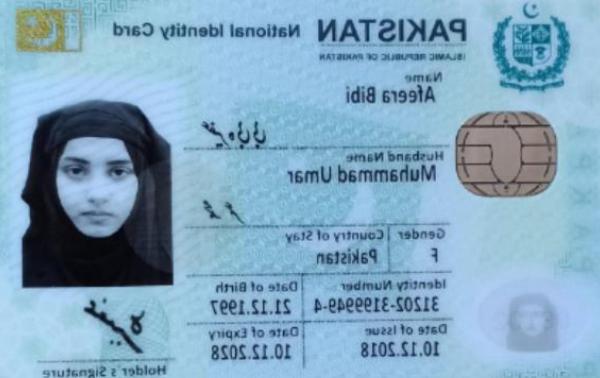 PAKISTAN National Identity Card
ISLAMIC REPUBLIC OF PAKISTAN
Name
Afeera Bibi
Husband Name
Muhammad Umar
Gender Country of Stay
F Pakistan
Identity Number Date of Birth
31202-3199949-4 21.12.1997
Date of Issue Date of Expiry
10.12.2018 10.12.2028
Holder's Signature